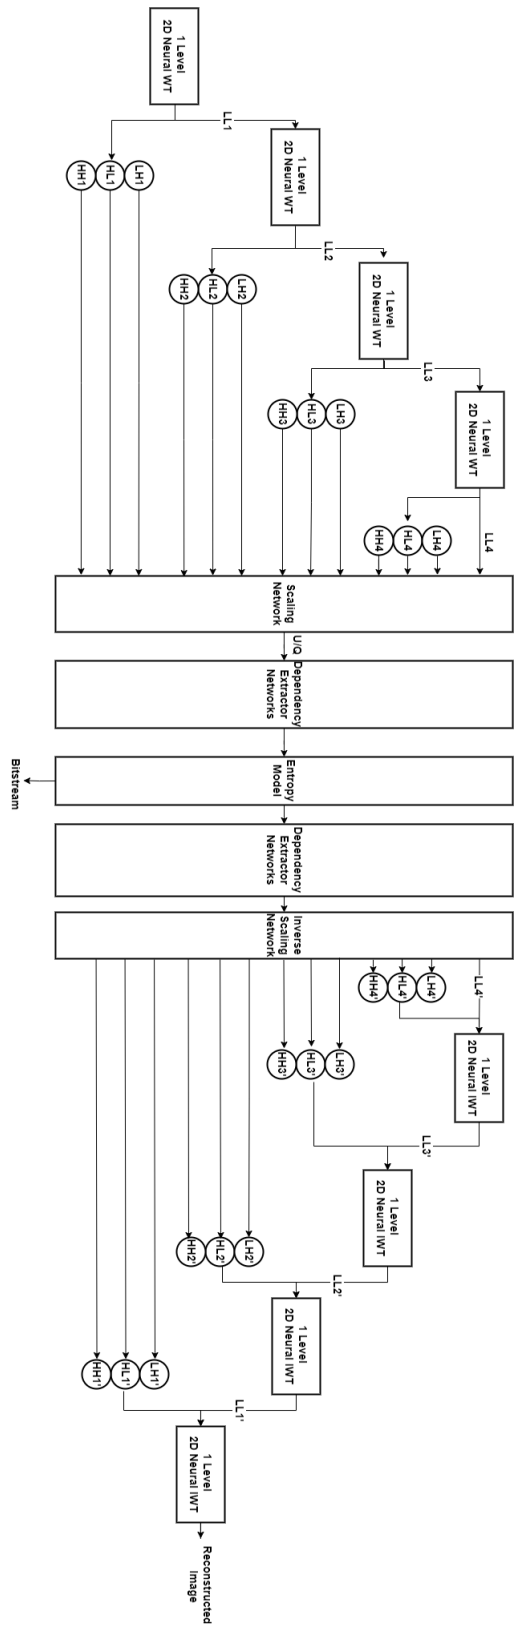 1 Level
2D Neural WT
LL1
LH1
HL1
HH1
1 Level
2D Neural WT
LL2
LH2
HL2
HH2
1 Level
2D Neural WT
LL3
LH3
HL3
HH3
1 Level
2D Neural WT
LL4
LH4
HL4
HH4
Scaling
Network
U/Q
Dependency
Extractor
Networks
Entropy
Model
Bitstream
Dependency
Extractor
Networks
Inverse
Scaling
Network
LL4'
LH4'
HL4'
HH4'
1 Level
2D Neural IWT
LH3'
HL3'
HH3'
LL3'
1 Level
2D Neural IWT
LH2'
HL2'
HH2'
LL2'
1 Level
2D Neural IWT
LH1'
HL1'
HH1'
LL1'
1 Level
2D Neural IWT
Reconstructed
Image